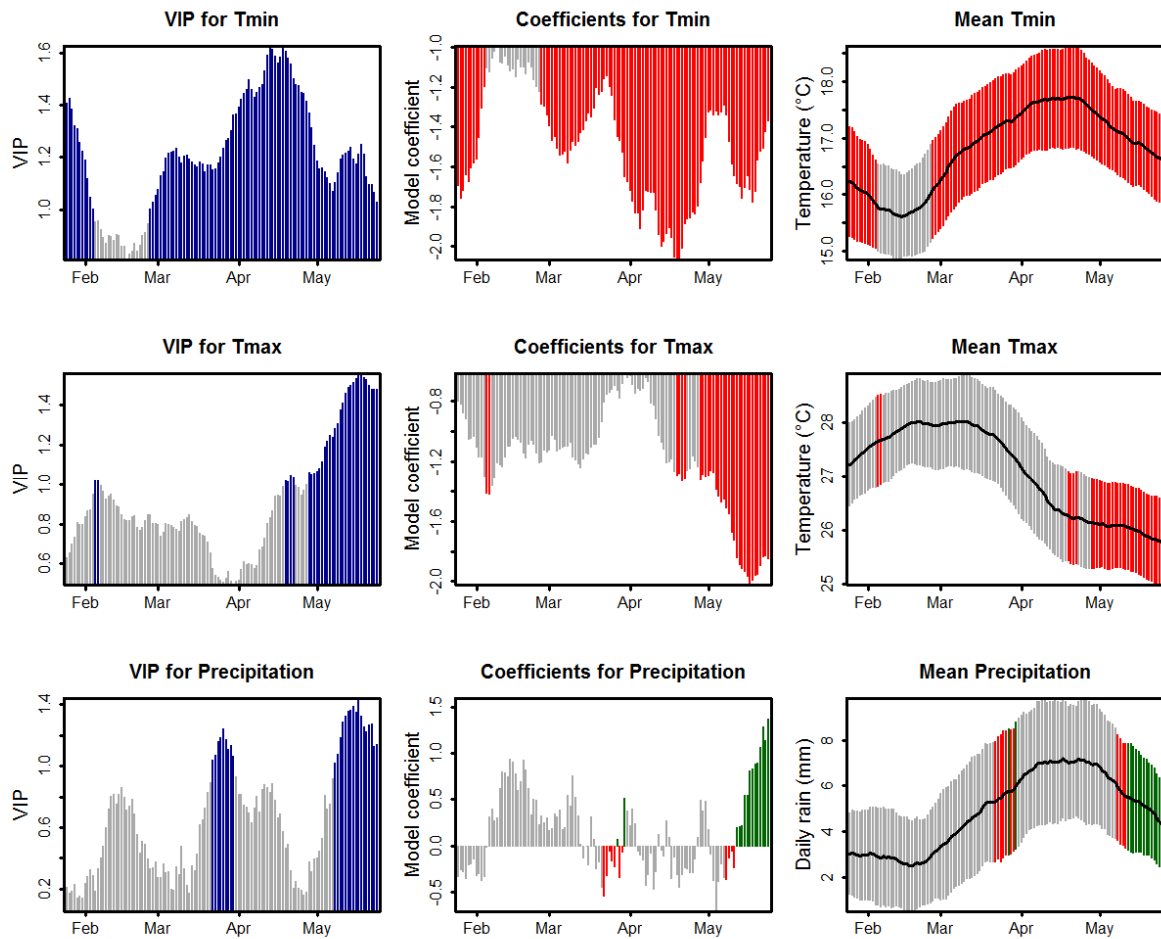 VIP for Tmin
VIP
1.0 1.2 1.4 1.6
Feb Mar Apr May
Coefficients for Tmin
Model coefficient
-2.0 -1.8 -1.6 -1.4 -1.2 -1.0
Feb Mar Apr May
Mean Tmin
Temperature (°C)
15.0 16.0 17.0 18.0
Feb Mar Apr May
VIP for Tmax
VIP
0.6 0.8 1.0 1.2 1.4
Feb Mar Apr May
Coefficients for Tmax
Model coefficient
-2.0 -1.6 -1.2 -0.8
Feb Mar Apr May
Mean Tmax
Temperature (°C)
25 26 27 28
Feb Mar Apr May
VIP for Precipitation
VIP
0.2 0.6 1.0 1.4
Feb Mar Apr May
Coefficients for Precipitation
Model coefficient
-0.5 0.0 0.5 1.0 1.5
Feb Mar Apr May
Mean Precipitation
Daily rain (mm)
2 4 6 8
Feb Mar Apr May